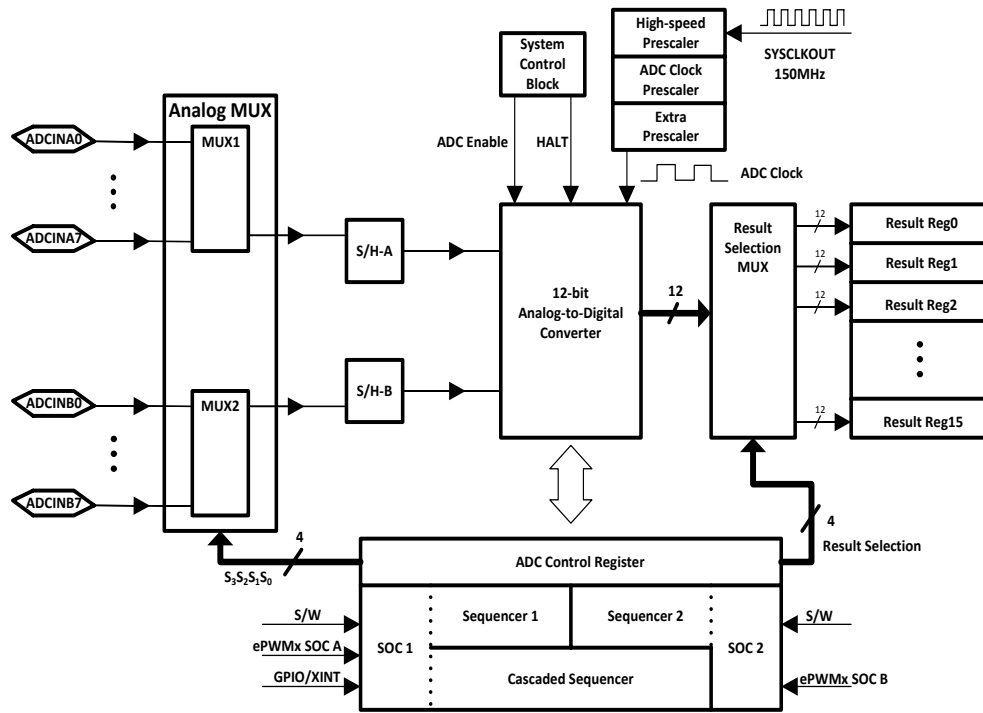 High-speed
Prescaler
SYSCLKOUT
150MHz
System
Control
Block
ADC Clock
Prescaler
Extra
Prescaler
Analog MUX
ADCINA0
MUX1
ADC Enable
HALT
ADC Clock
ADCINA7
S/H-A
12-bit
Analog-to-Digital
Converter
12
Result
Selection
MUX
12
Result Reg0
12
Result Reg1
12
Result Reg2
12
Result Reg15
S/H-B
ADCINB0
MUX2
ADCINB7
4
S₃S₂S₁S₀
4
Result Selection
ADC Control Register
S/W
ePWMx SOC A
GPIO/XINT
SOC 1
Sequencer 1
Sequencer 2
Cascaded Sequencer
SOC 2
S/W
ePWMx SOC B